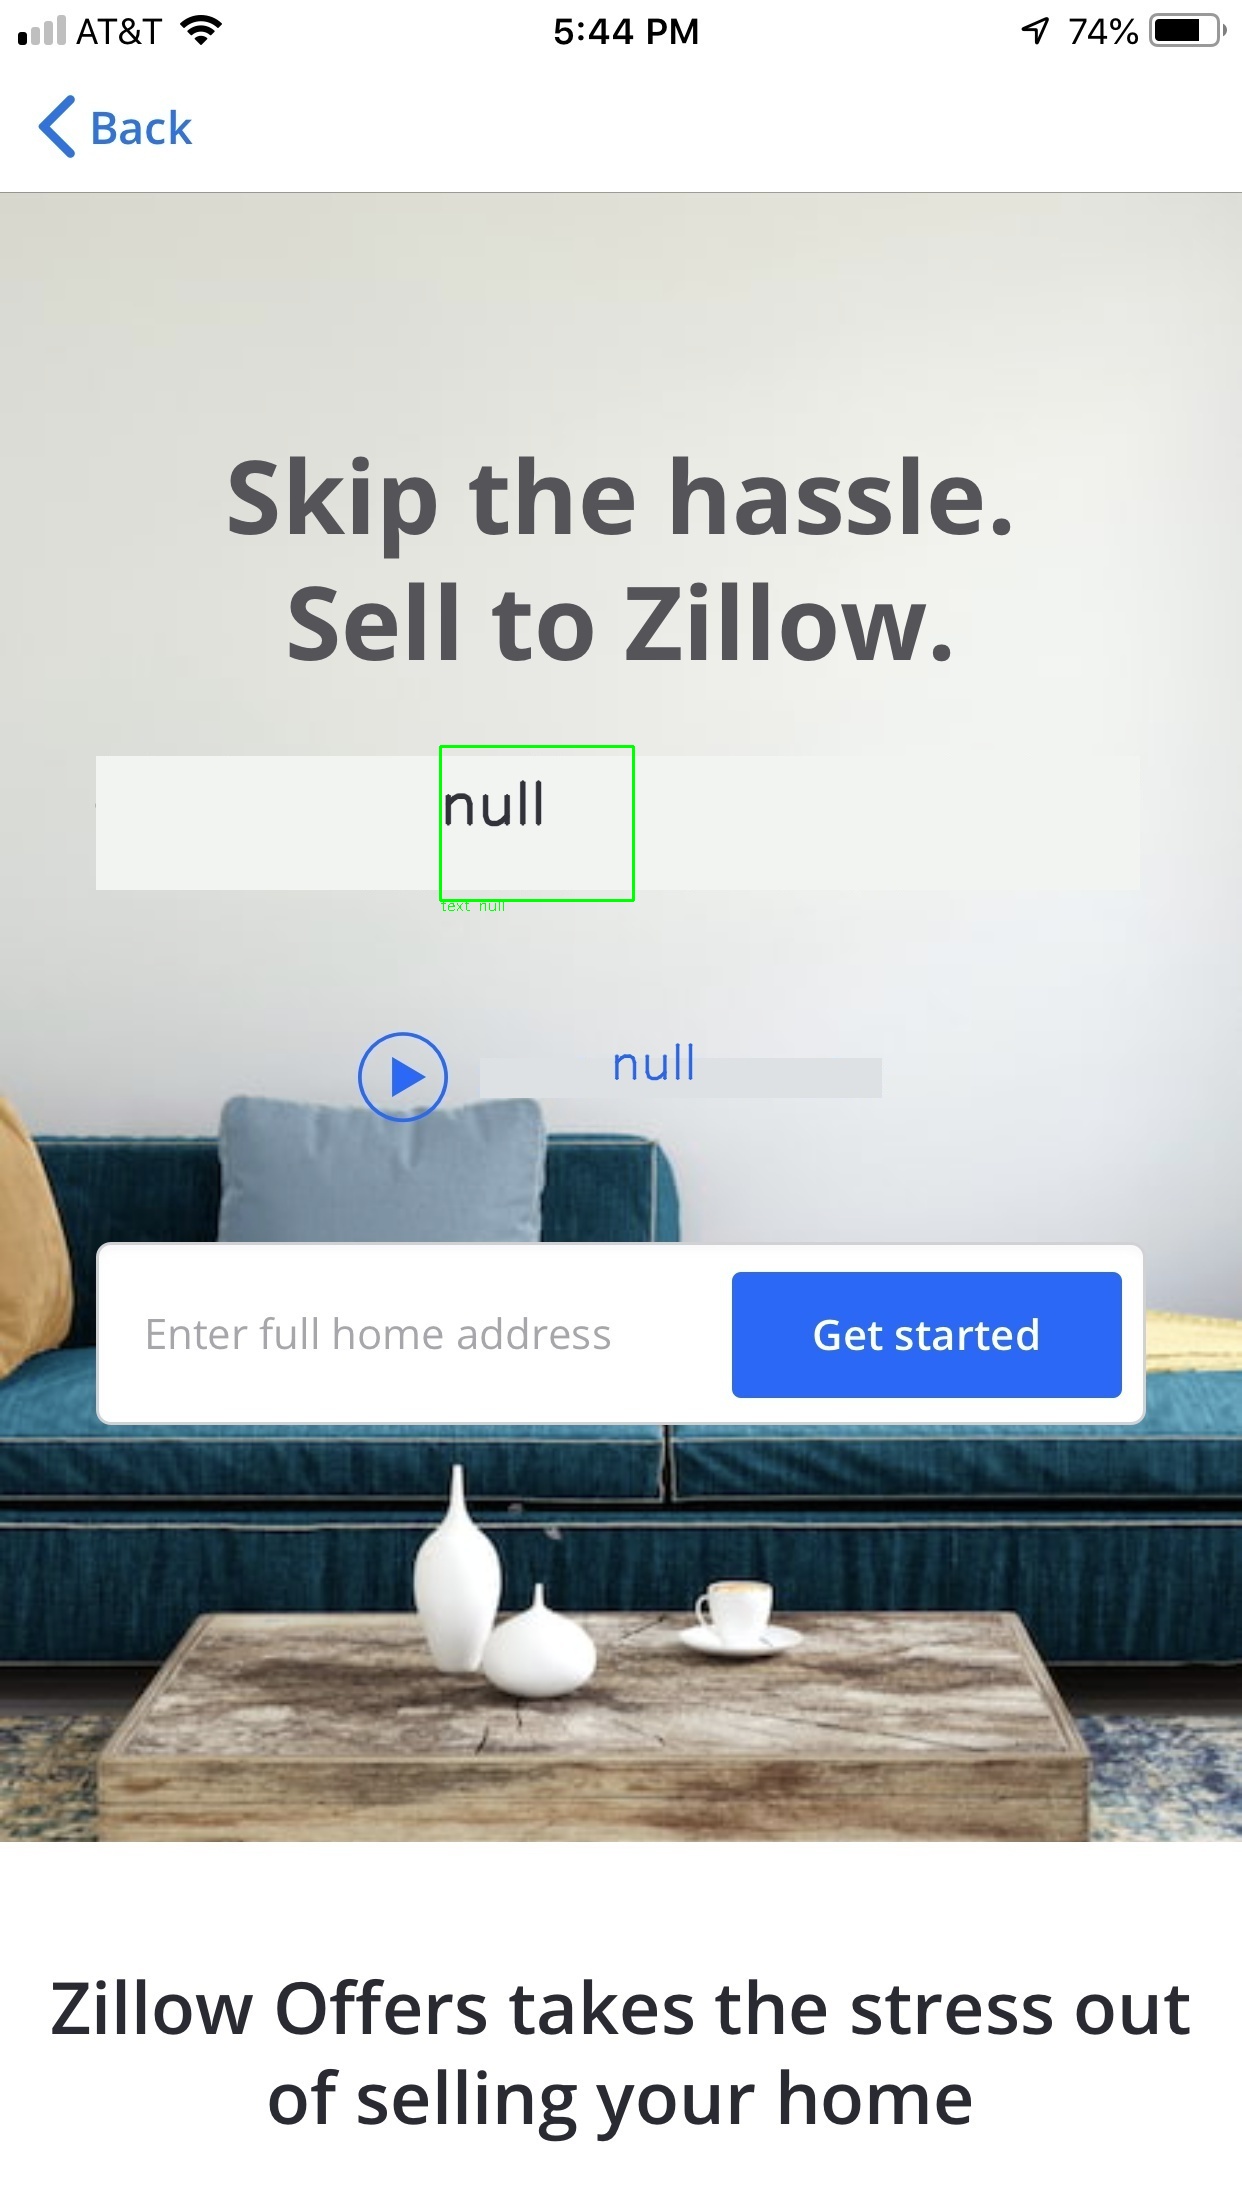 AT&T 5:44 PM 74%
Back
Skip the hassle.
Sell to Zillow.
null
text null
null
Enter full home address Get started
Zillow Offers takes the stress out
of selling your home